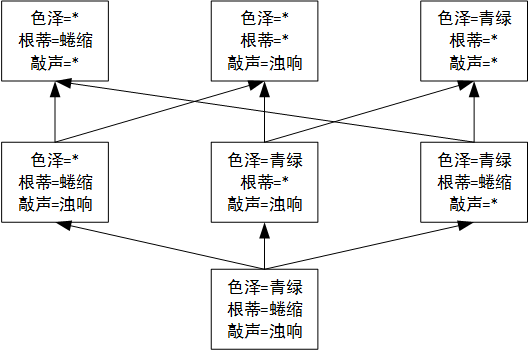 色泽=*
根蒂=蜷缩
敲声=*
色泽=*
根蒂=*
敲声=浊响
色泽=青绿
根蒂=*
敲声=*
色泽=*
根蒂=蜷缩
敲声=浊响
色泽=青绿
根蒂=*
敲声=浊响
色泽=青绿
根蒂=蜷缩
敲声=*
色泽=青绿
根蒂=蜷缩
敲声=浊响